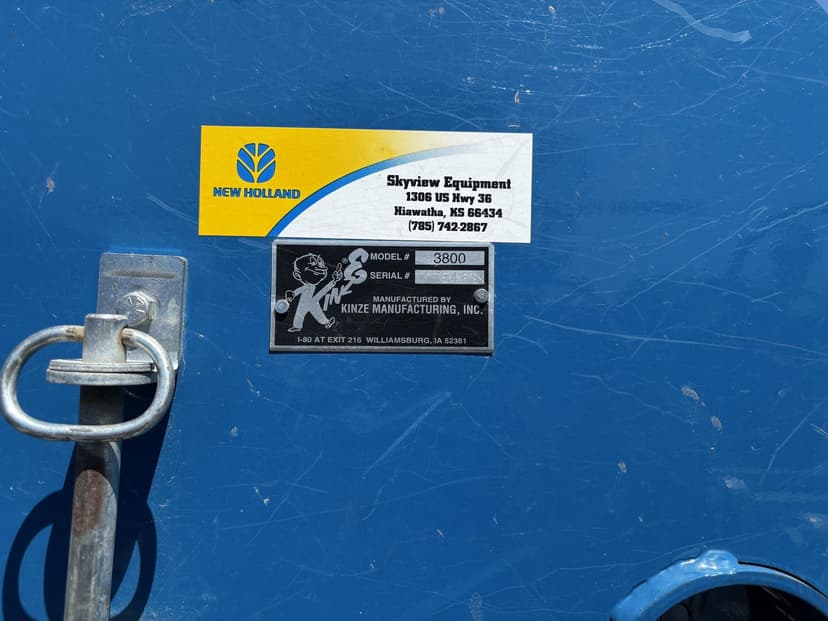 NEW HOLLAND
Skyview Equipment
1306 US Hwy 36
Hiawatha, KS 66434
(785) 742-2867
KINZE
®
MODEL # 3800
SERIAL #
MANUFACTURED BY
KINZE MANUFACTURING, INC.
I-80 AT EXIT 216 WILLIAMSBURG, IA 52361